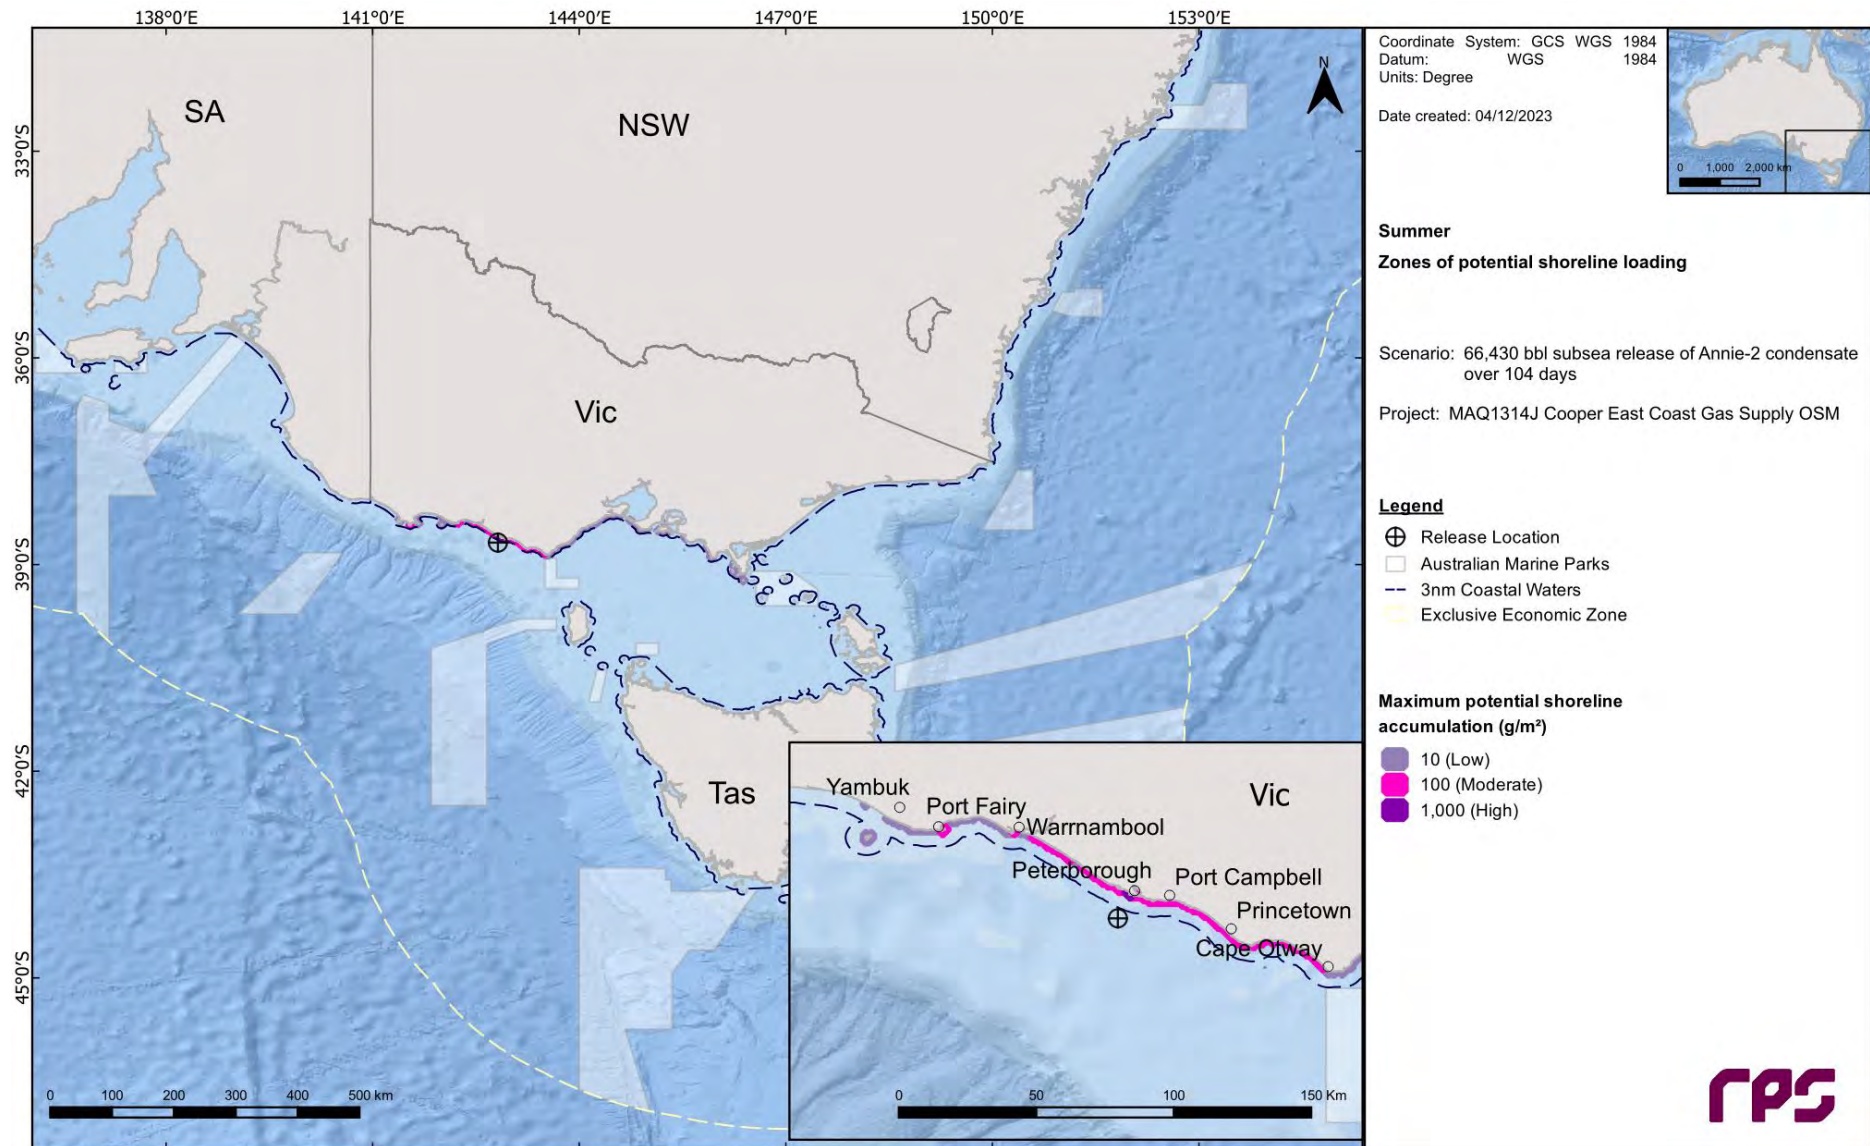 138°0'E 141°0'E 144°0'E 147°0'E 150°0'E 153°0'E
33°0'S
36°0'S
39°0'S
42°0'S
45°0'S
SA
NSW
Vic
Tas
N
0 100 200 300 400 500 km
Yambuk
Port Fairy
Warrnambool
Peterborough
Port Campbell
Princetown
Cape Otway
Vic
0 50 100 150 Km
Coordinate System: GCS WGS 1984
Datum: WGS 1984
Units: Degree
Date created: 04/12/2023
0 1,000 2,000 km
Summer
Zones of potential shoreline loading
Scenario: 66,430 bbl subsea release of Annie-2 condensate
over 104 days
Project: MAQ1314J Cooper East Coast Gas Supply OSM
Legend
Release Location
Australian Marine Parks
3nm Coastal Waters
Exclusive Economic Zone
Maximum potential shoreline
accumulation (g/m²)
10 (Low)
100 (Moderate)
1,000 (High)
rps